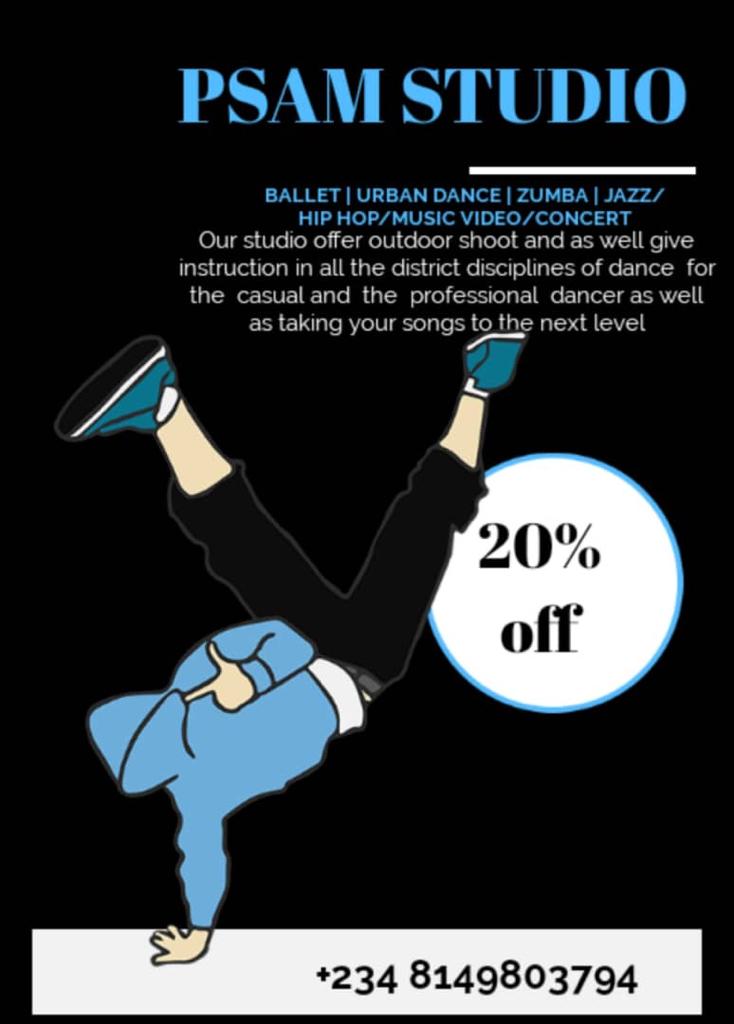 PSAM STUDIO
BALLET | URBAN DANCE | ZUMBA | JAZZ/
HIP HOP/MUSIC VIDEO/CONCERT
Our studio offer outdoor shoot and as well give
instruction in all the district disciplines of dance for
the casual and the professional dancer as well
as taking your songs to the next level
20%
off
+234 8149803794